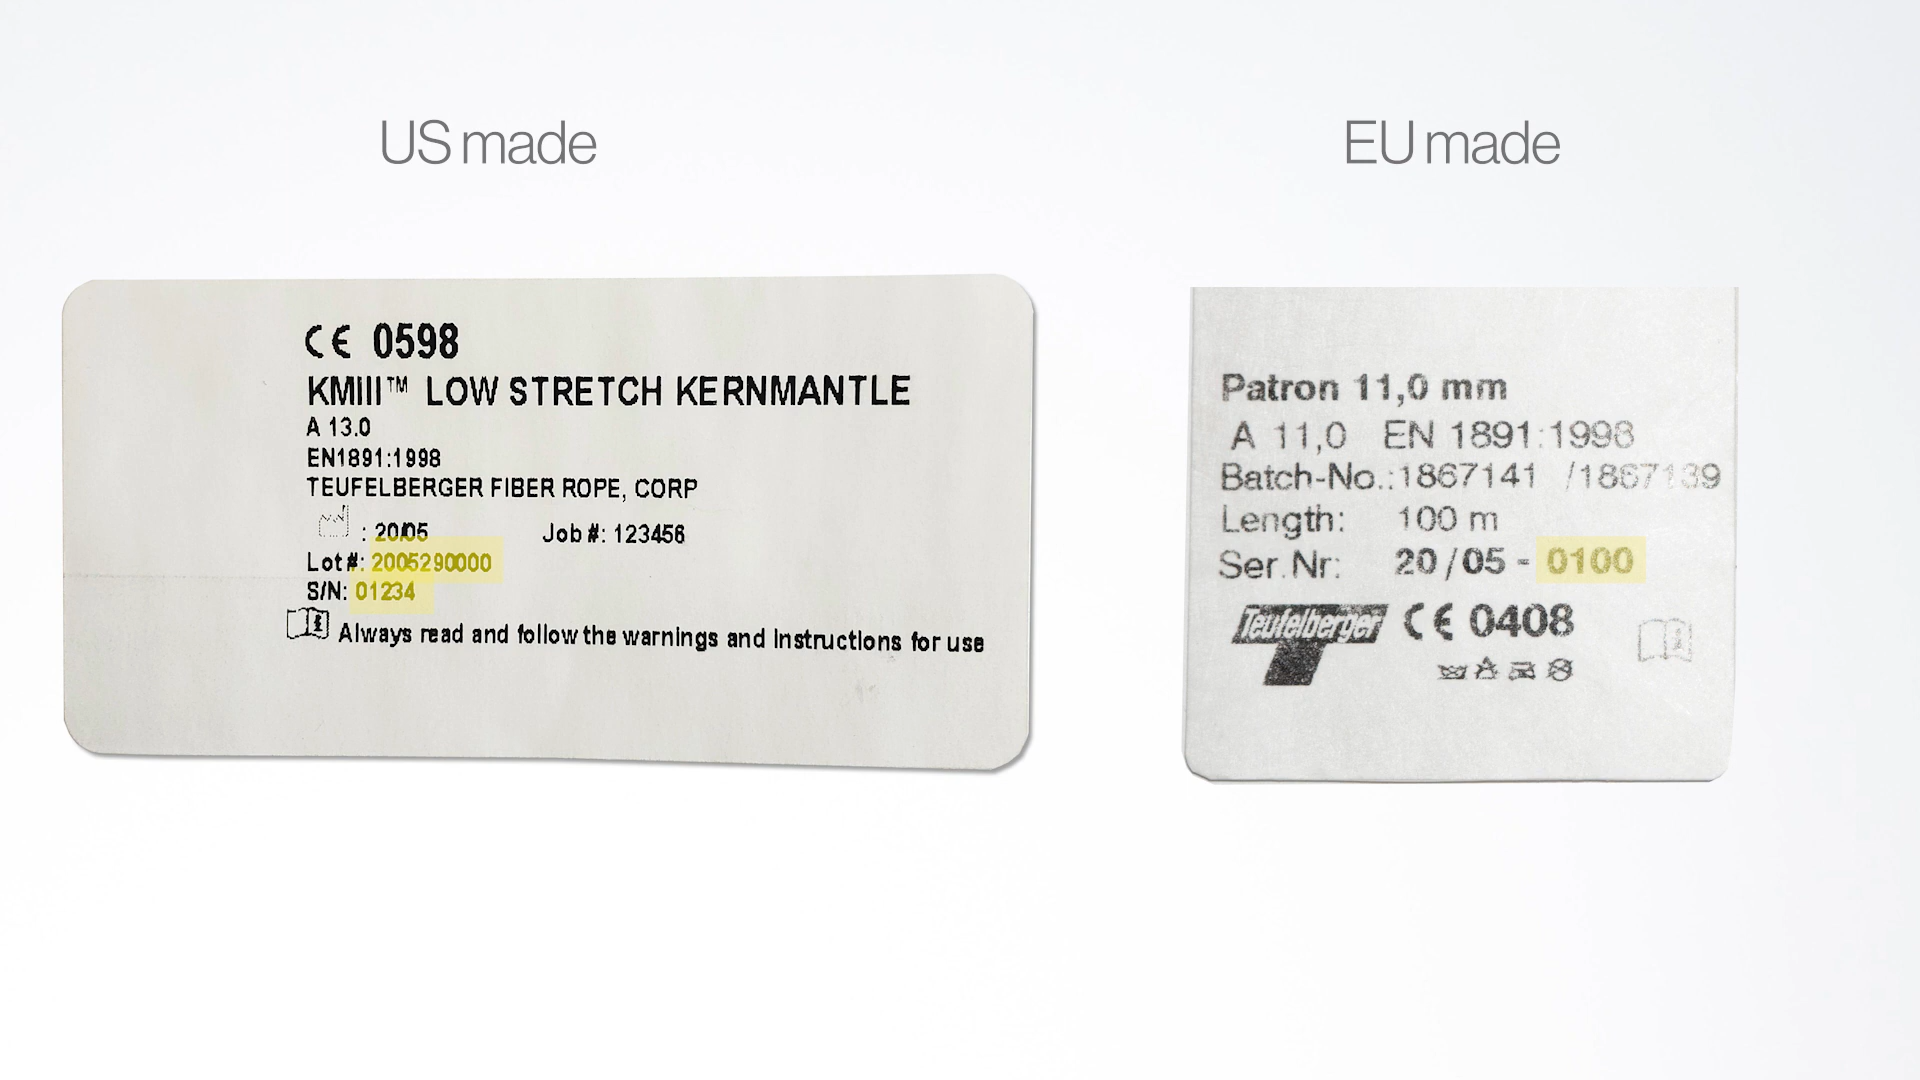 US made
CE 0598
KMIII™ LOW STRETCH KERNMANTLE
A 13.0
EN1891:1998
TEUFELBERGER FIBER ROPE, CORP
: 20/05 Job #: 123456
Lot#: 2005290000
S/N: 01234
Always read and follow the warnings and instructions for use
EU made
Patron 11,0 mm
A 11,0 EN 1891:1998
Batch-No.:1867141 /1867139
Length: 100 m
Ser.Nr: 20/05 - 0100
Teufelberger CE 0408